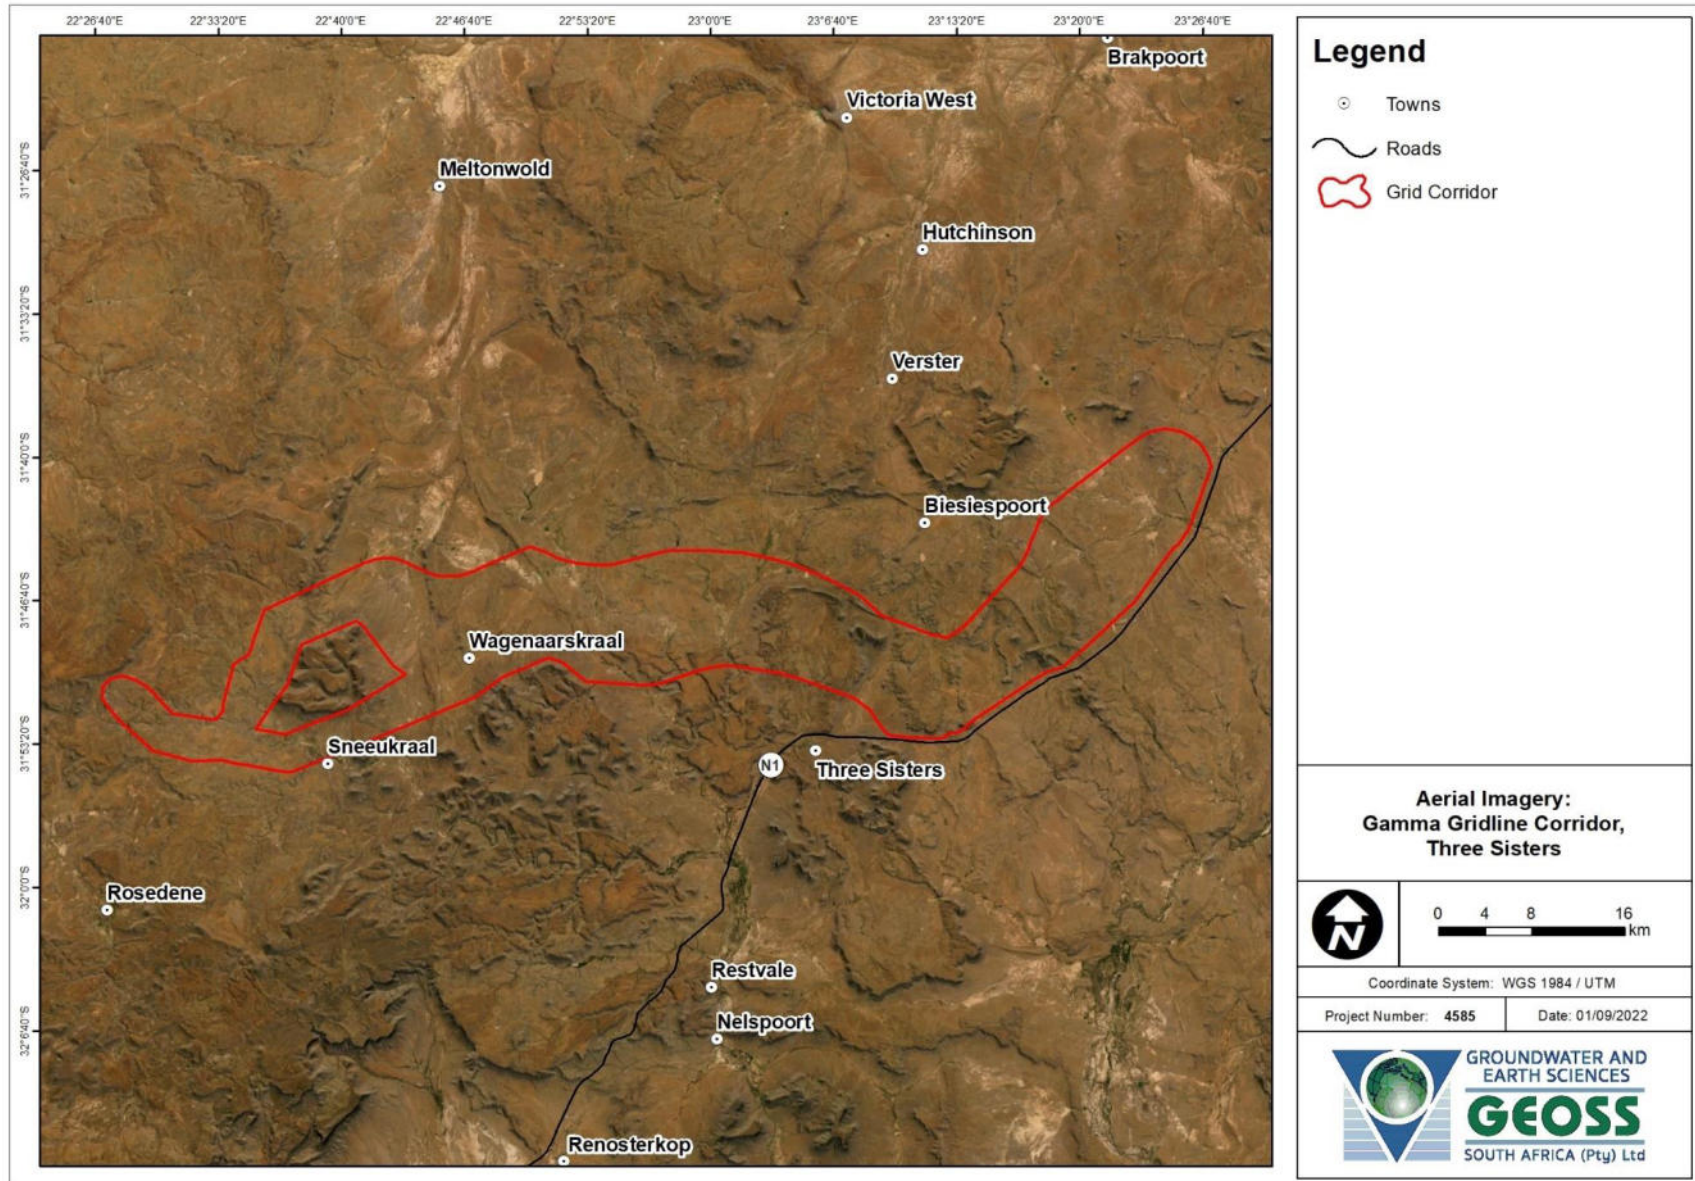 22°26'40"E 22°33'20"E 22°40'0"E 22°46'40"E 22°53'20"E 23°0'0"E 23°6'40"E 23°13'20"E 23°20'0"E 23°26'40"E
31°26'40"S
31°33'20"S
31°40'0"S
31°46'40"S
31°53'20"S
32°0'0"S
32°6'40"S
Brakpoort
Victoria West
Meltonwold
Hutchinson
Verster
Biesiespoort
Wagenaarskraal
Sneeukraal
N1
Three Sisters
Rosedene
Restvale
Nelspoort
Renosterkop
Legend
Towns
Roads
Grid Corridor
Aerial Imagery:
Gamma Gridline Corridor,
Three Sisters
N
0 4 8 16
km
Coordinate System: WGS 1984 / UTM
Project Number: 4585
Date: 01/09/2022
GROUNDWATER AND
EARTH SCIENCES
GEOSS
SOUTH AFRICA (Pty) Ltd